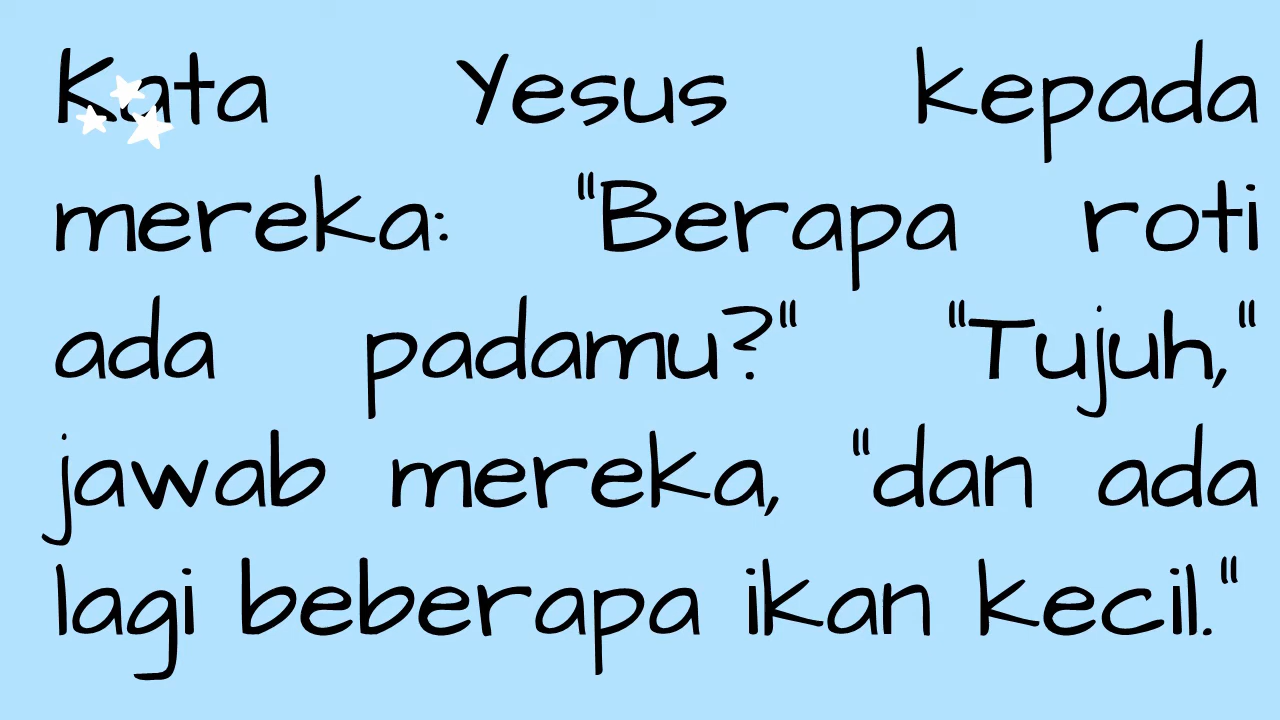 Kata Yesus kepada
mereka: "Berapa roti
ada padamu?" "Tujuh,"
jawab mereka, "dan ada
lagi beberapa ikan kecil."